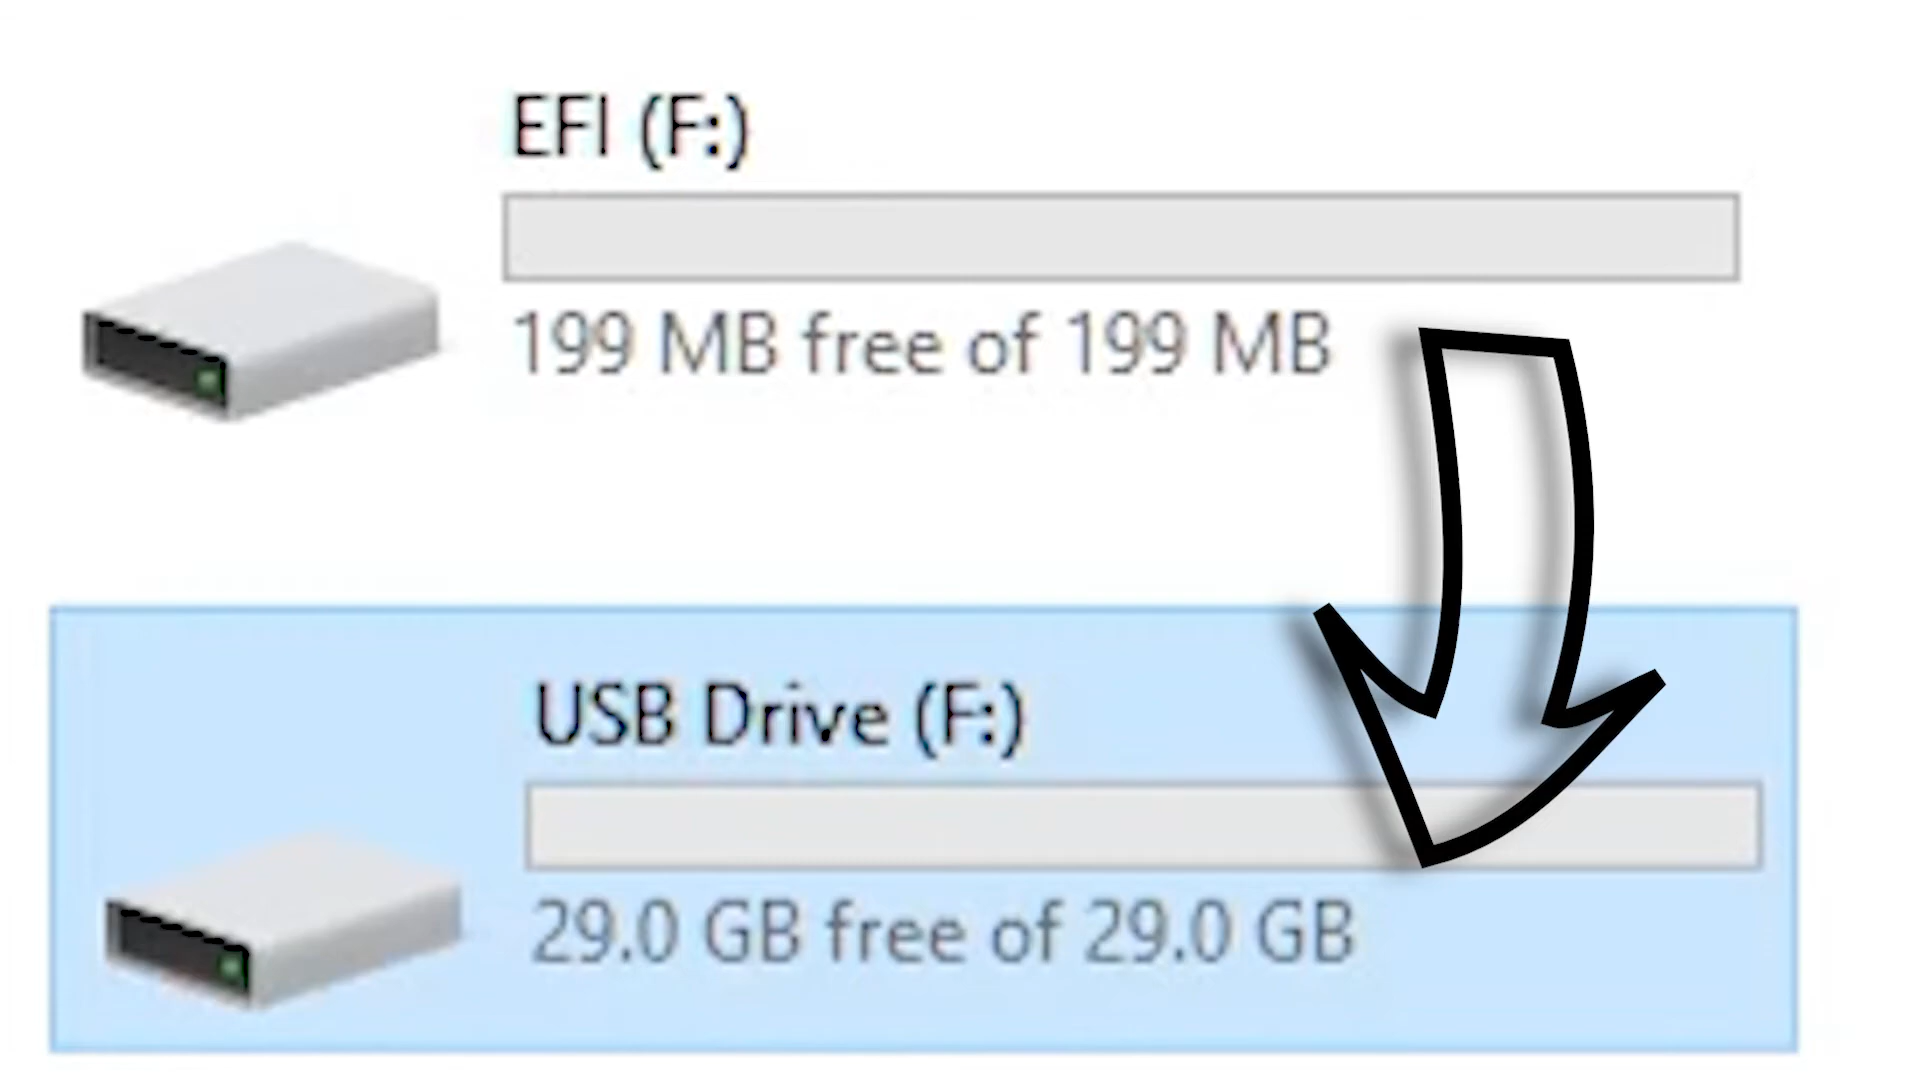 EFI (F:)
199 MB free of 199 MB
USB Drive (F:)
29.0 GB free of 29.0 GB